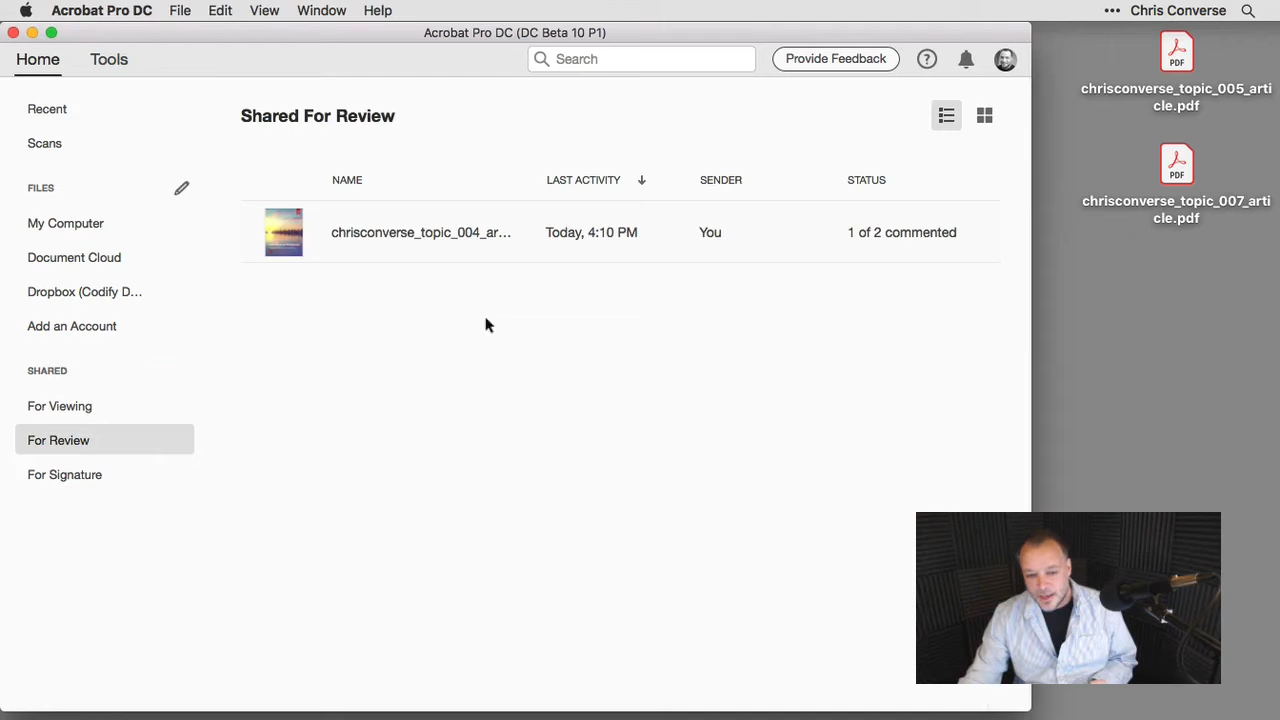 Acrobat Pro DC File Edit View Window Help ••• Chris Converse
Acrobat Pro DC (DC Beta 10 P1)
Home Tools Search Provide Feedback
Recent
Scans
FILES
My Computer
Document Cloud
Dropbox (Codify D...
Add an Account
SHARED
For Viewing
For Review
For Signature
Shared For Review
NAME LAST ACTIVITY SENDER STATUS
chrisconverse_topic_004_ar... Today, 4:10 PM You 1 of 2 commented
PDF
chrisconverse_topic_005_arti
cle.pdf
PDF
chrisconverse_topic_007_arti
cle.pdf